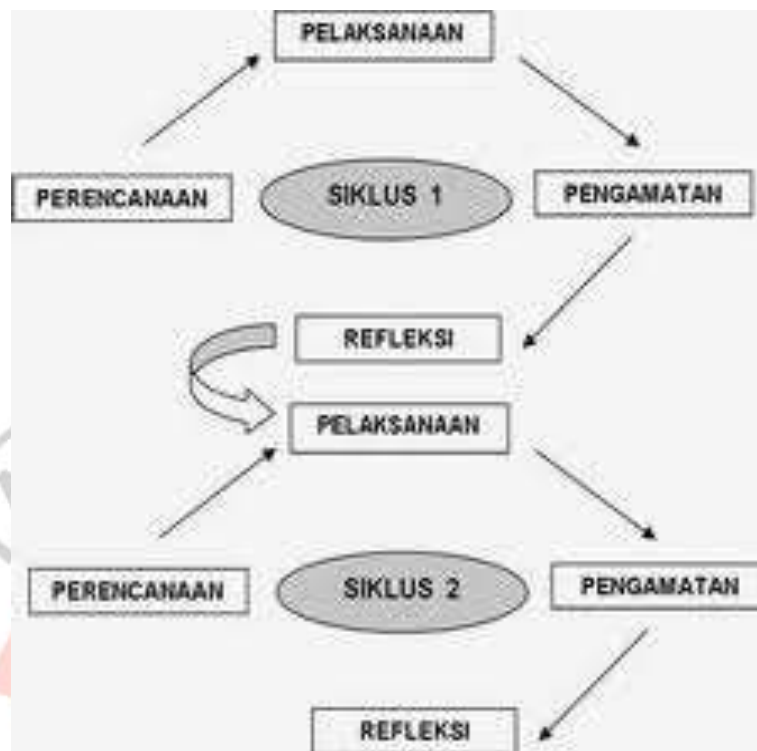 PELAKSANAAN
PERENCANAAN
SIKLUS 1
PENGAMATAN
REFLEKSI
PELAKSANAAN
PERENCANAAN
SIKLUS 2
PENGAMATAN
REFLEKSI